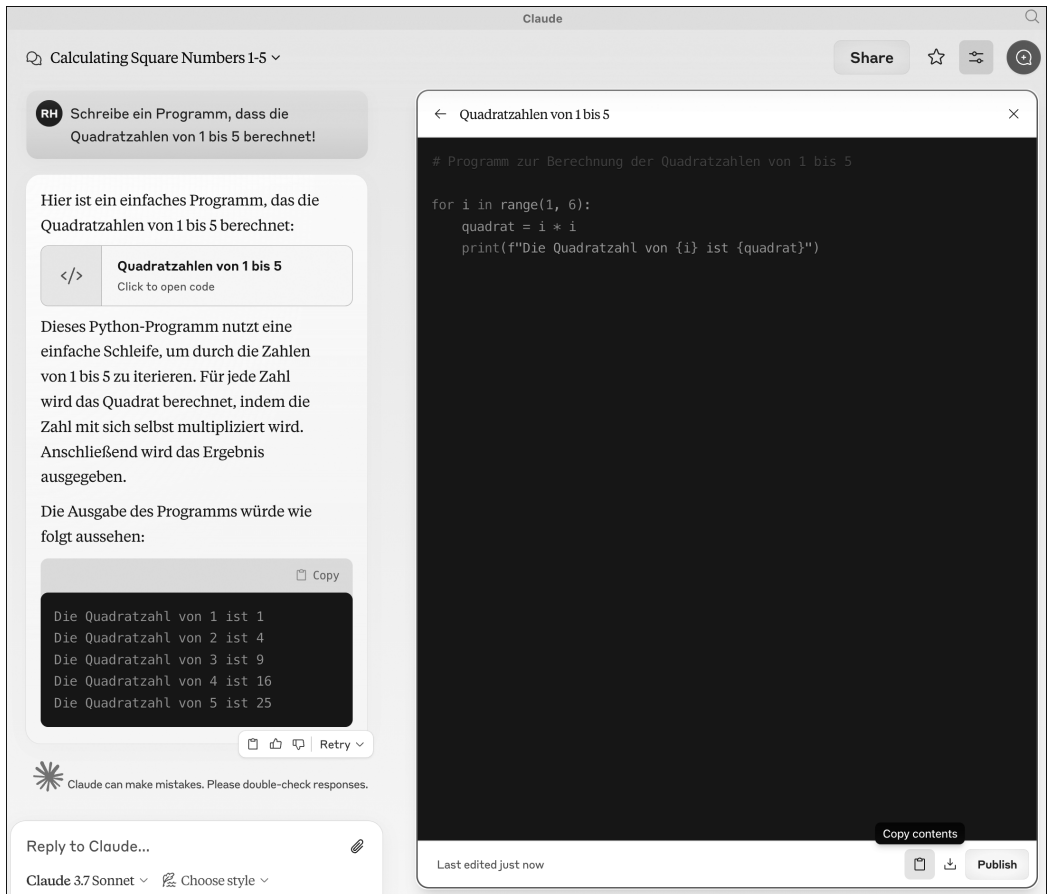 Claude
Calculating Square Numbers 1-5
Share
RH
Schreibe ein Programm, dass die
Quadratzahlen von 1 bis 5 berechnet!
Hier ist ein einfaches Programm, das die
Quadratzahlen von 1 bis 5 berechnet:
</>
Quadratzahlen von 1 bis 5
Click to open code
Dieses Python-Programm nutzt eine
einfache Schleife, um durch die Zahlen
von 1 bis 5 zu iterieren. Für jede Zahl
wird das Quadrat berechnet, indem die
Zahl mit sich selbst multipliziert wird.
Anschließend wird das Ergebnis
ausgegeben.
Die Ausgabe des Programms würde wie
folgt aussehen:
Copy
Die Quadratzahl von 1 ist 1
Die Quadratzahl von 2 ist 4
Die Quadratzahl von 3 ist 9
Die Quadratzahl von 4 ist 16
Die Quadratzahl von 5 ist 25
Retry
Claude can make mistakes. Please double-check responses.
Reply to Claude...
Claude 3.7 Sonnet Choose style
Quadratzahlen von 1 bis 5
# Programm zur Berechnung der Quadratzahlen von 1 bis 5
for i in range(1, 6):
    quadrat = i * i
    print(f"Die Quadratzahl von {i} ist {quadrat}")
Copy contents
Last edited just now
Publish